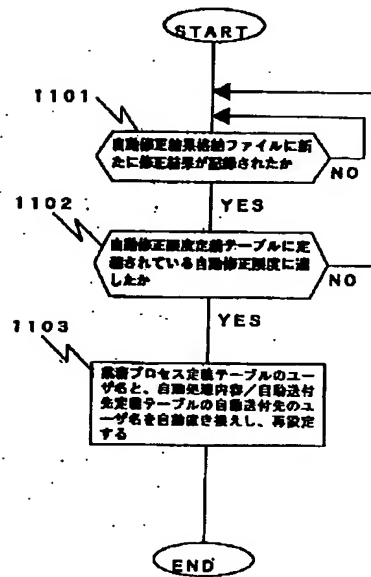 START
1101
自動修正結果格納ファイルに新
たに修正結果が記録されたか
NO
YES
1102
自動修正限度定義テーブルに定
義されている自動修正限度に達
したか
NO
YES
1103
業務プロセス定義テーブルのユー
ザ名と、自動処理内容/自動送付
先定義テーブルの自動送付先のユ
ーザ名を自動置き換えし、再設定
する
END